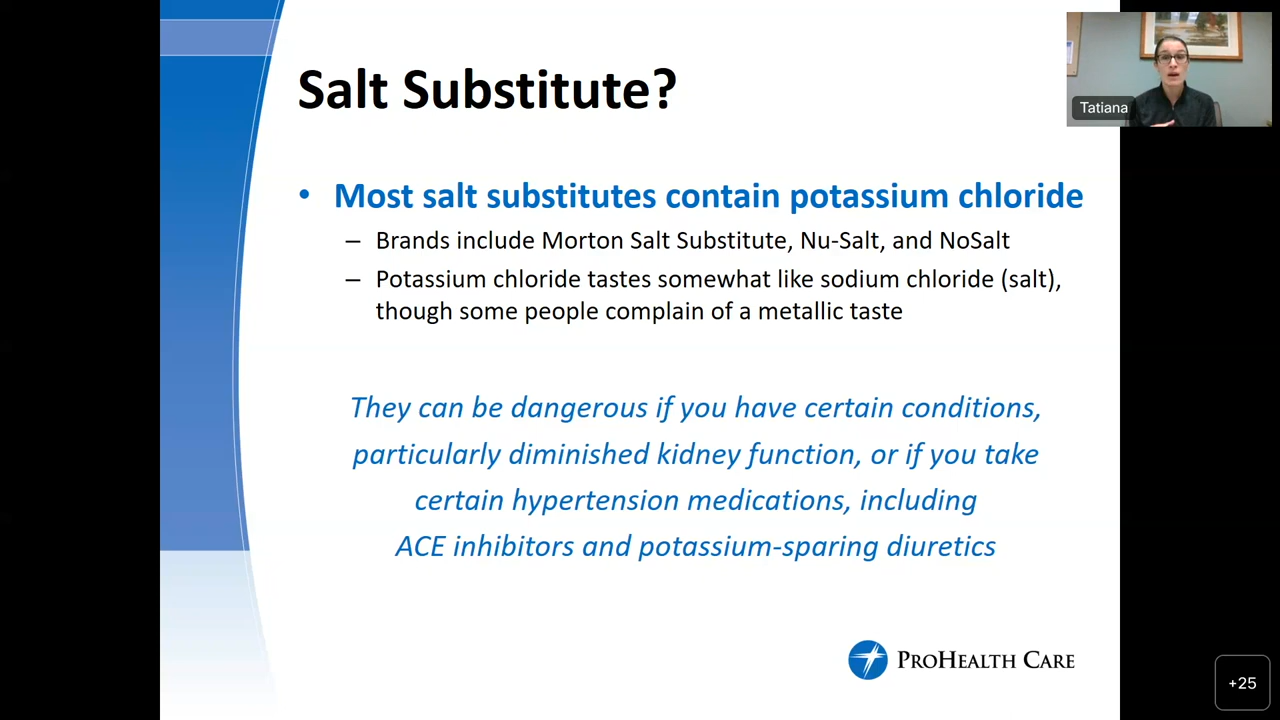 Salt Substitute?
Tatiana
• Most salt substitutes contain potassium chloride
– Brands include Morton Salt Substitute, Nu-Salt, and NoSalt
– Potassium chloride tastes somewhat like sodium chloride (salt),
though some people complain of a metallic taste
They can be dangerous if you have certain conditions,
particularly diminished kidney function, or if you take
certain hypertension medications, including
ACE inhibitors and potassium-sparing diuretics
PROHEALTH CARE
+25